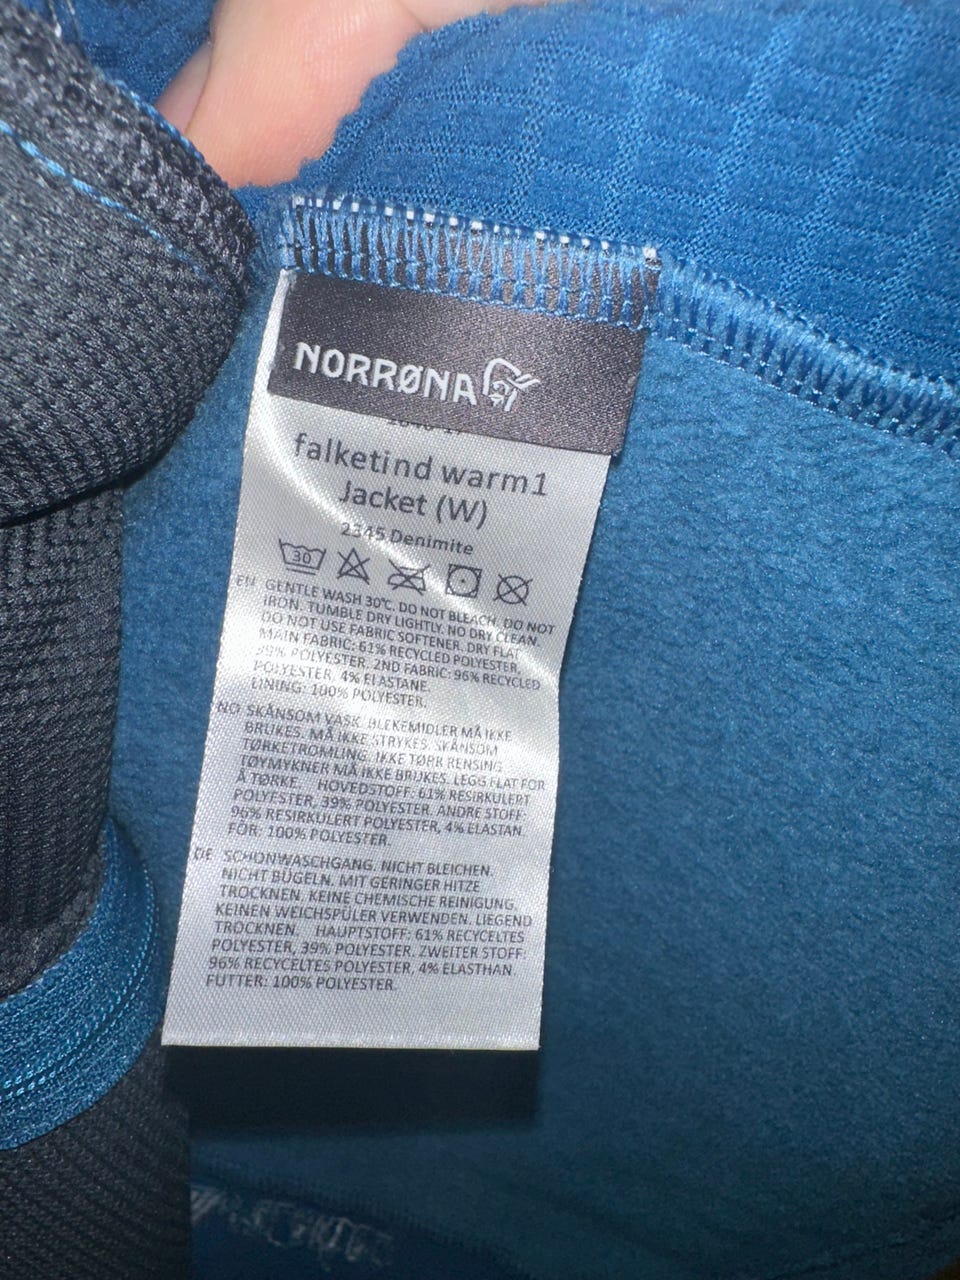 NORRØNA
falketind warm1
Jacket (W)
2345 Denimite
30
EN GENTLE WASH 30°C. DO NOT BLEACH. DO NOT
IRON. TUMBLE DRY LIGHTLY. NO DRY CLEAN.
DO NOT USE FABRIC SOFTENER. DRY FLAT.
MAIN FABRIC: 61% RECYCLED POLYESTER,
39% POLYESTER. 2ND FABRIC: 96% RECYCLED
POLYESTER, 4% ELASTANE.
LINING: 100% POLYESTER.
NO SKÅNSOM VASK. BLEKEMIDLER MÅ IKKE
BRUKES. MÅ IKKE STRYKES. SKÅNSOM
TØRKETROMLING. IKKE TØRR RENSING.
TØYMYKNER MÅ IKKE BRUKES. LEGG FLAT FOR
Å TØRKE. HOVEDSTOFF: 61% RESIRKULERT
POLYESTER, 39% POLYESTER. ANDRE STOFF:
96% RESIRKULERT POLYESTER, 4% ELASTAN.
FÔR: 100% POLYESTER.
DE SCHONWASCHGANG. NICHT BLEICHEN.
NICHT BÜGELN. MIT GERINGER HITZE
TROCKNEN. KEINE CHEMISCHE REINIGUNG.
KEINEN WEICHSPÜLER VERWENDEN. LIEGEND
TROCKNEN. HAUPTSTOFF: 61% RECYCELTES
POLYESTER, 39% POLYESTER. ZWEITER STOFF:
96% RECYCELTES POLYESTER, 4% ELASTHAN.
FUTTER: 100% POLYESTER.